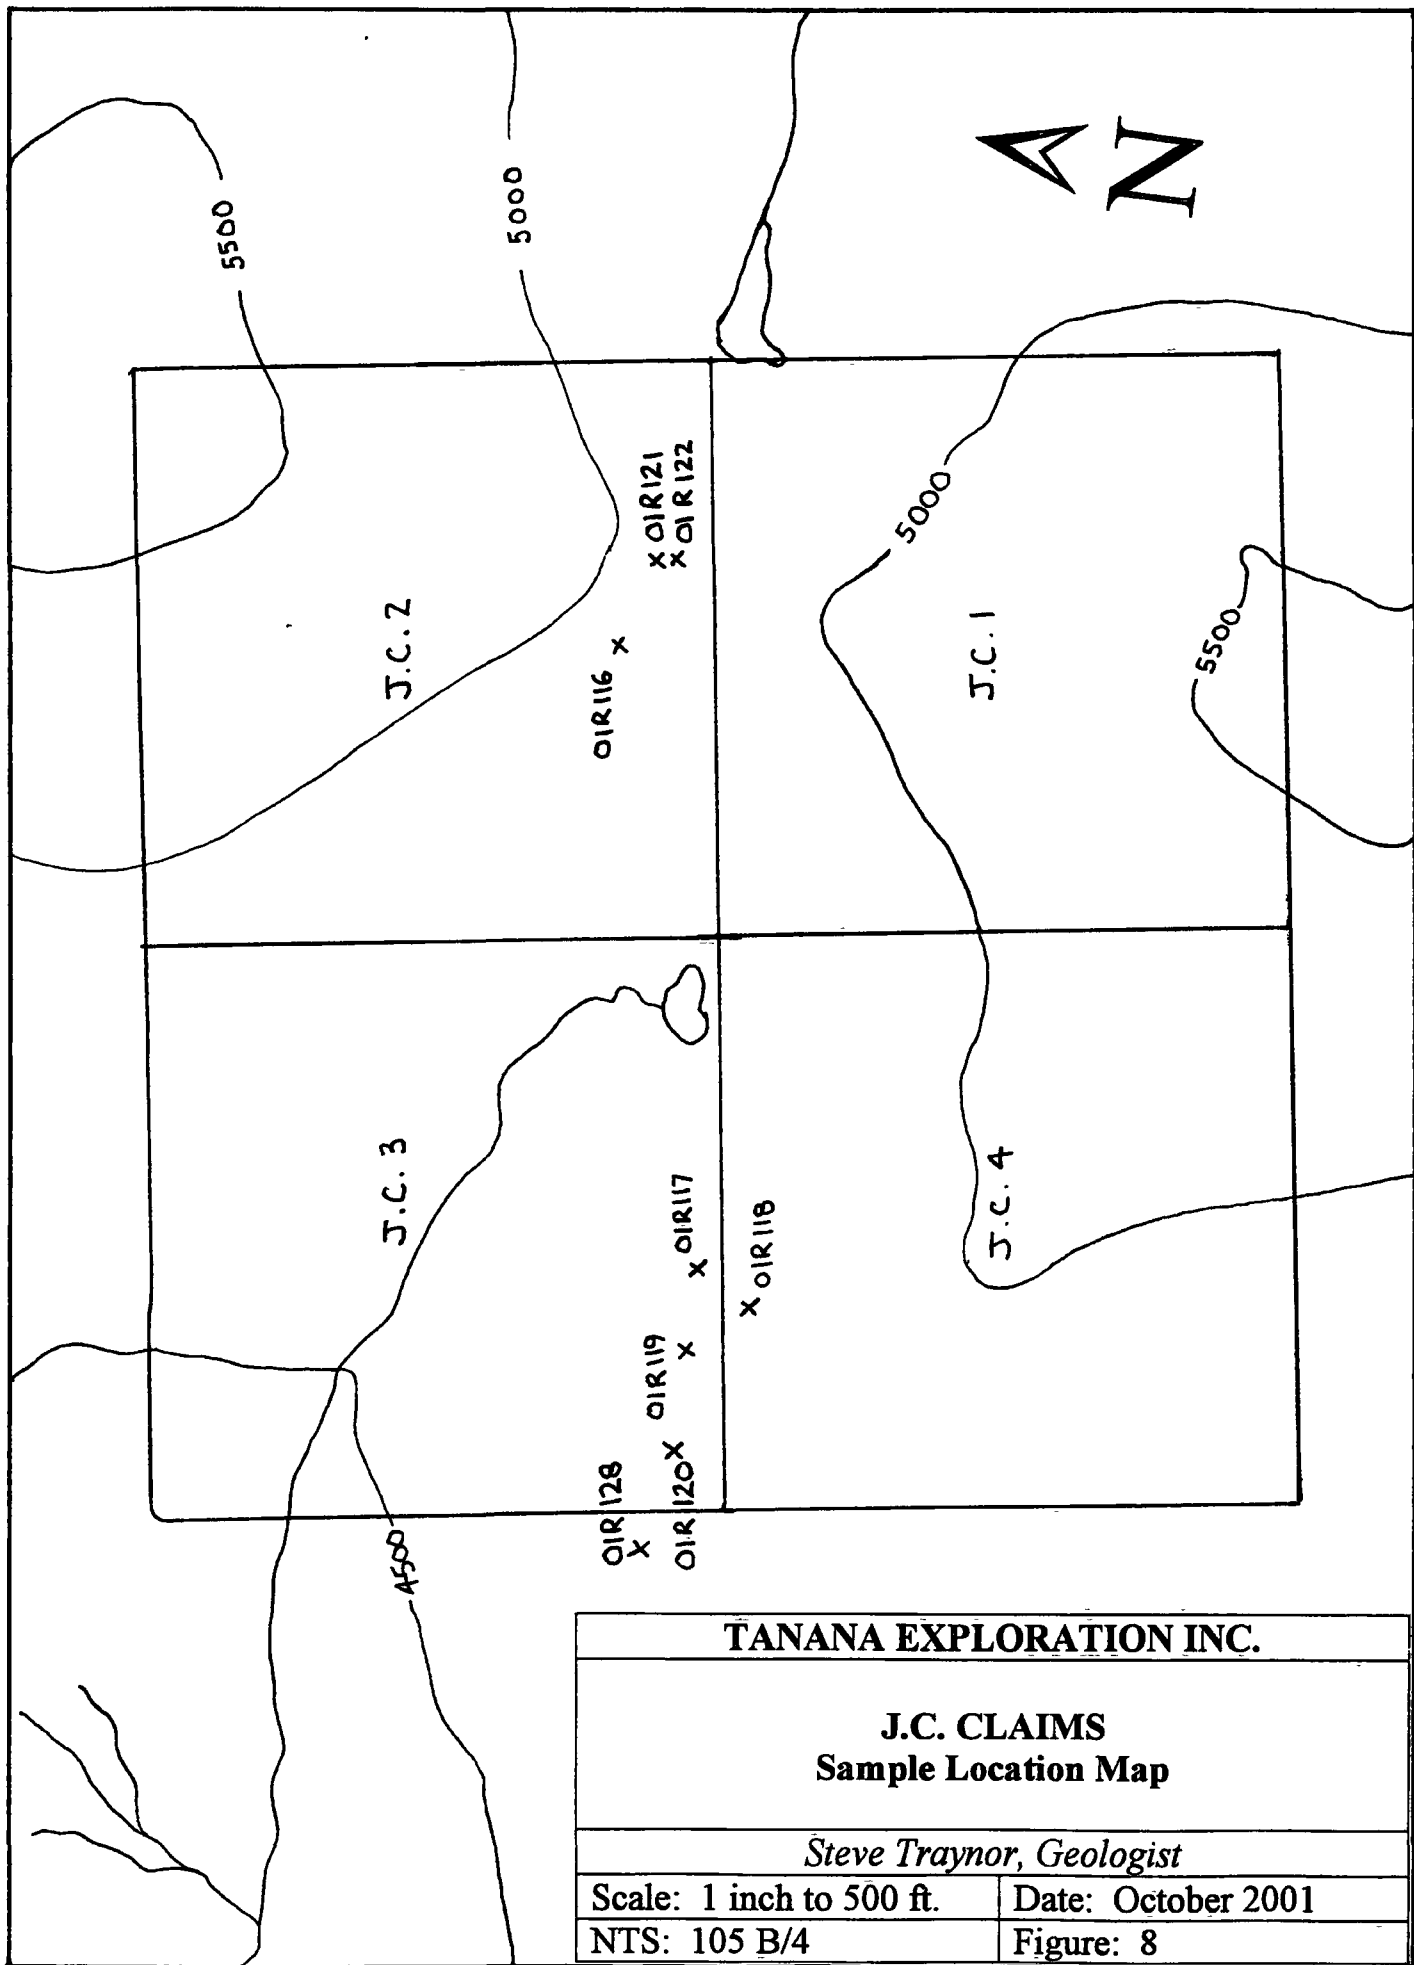 N
5500
5000
01R121
01R122
J.C. 2
01R116
5000
J.C. 1
5500
J.C. 3
01R117
01R118
J.C. 4
01R119
01R128
01R120
4500
TANANA EXPLORATION INC.
J.C. CLAIMS
Sample Location Map
Steve Traynor, Geologist
Scale: 1 inch to 500 ft.
Date: October 2001
NTS: 105 B/4
Figure: 8